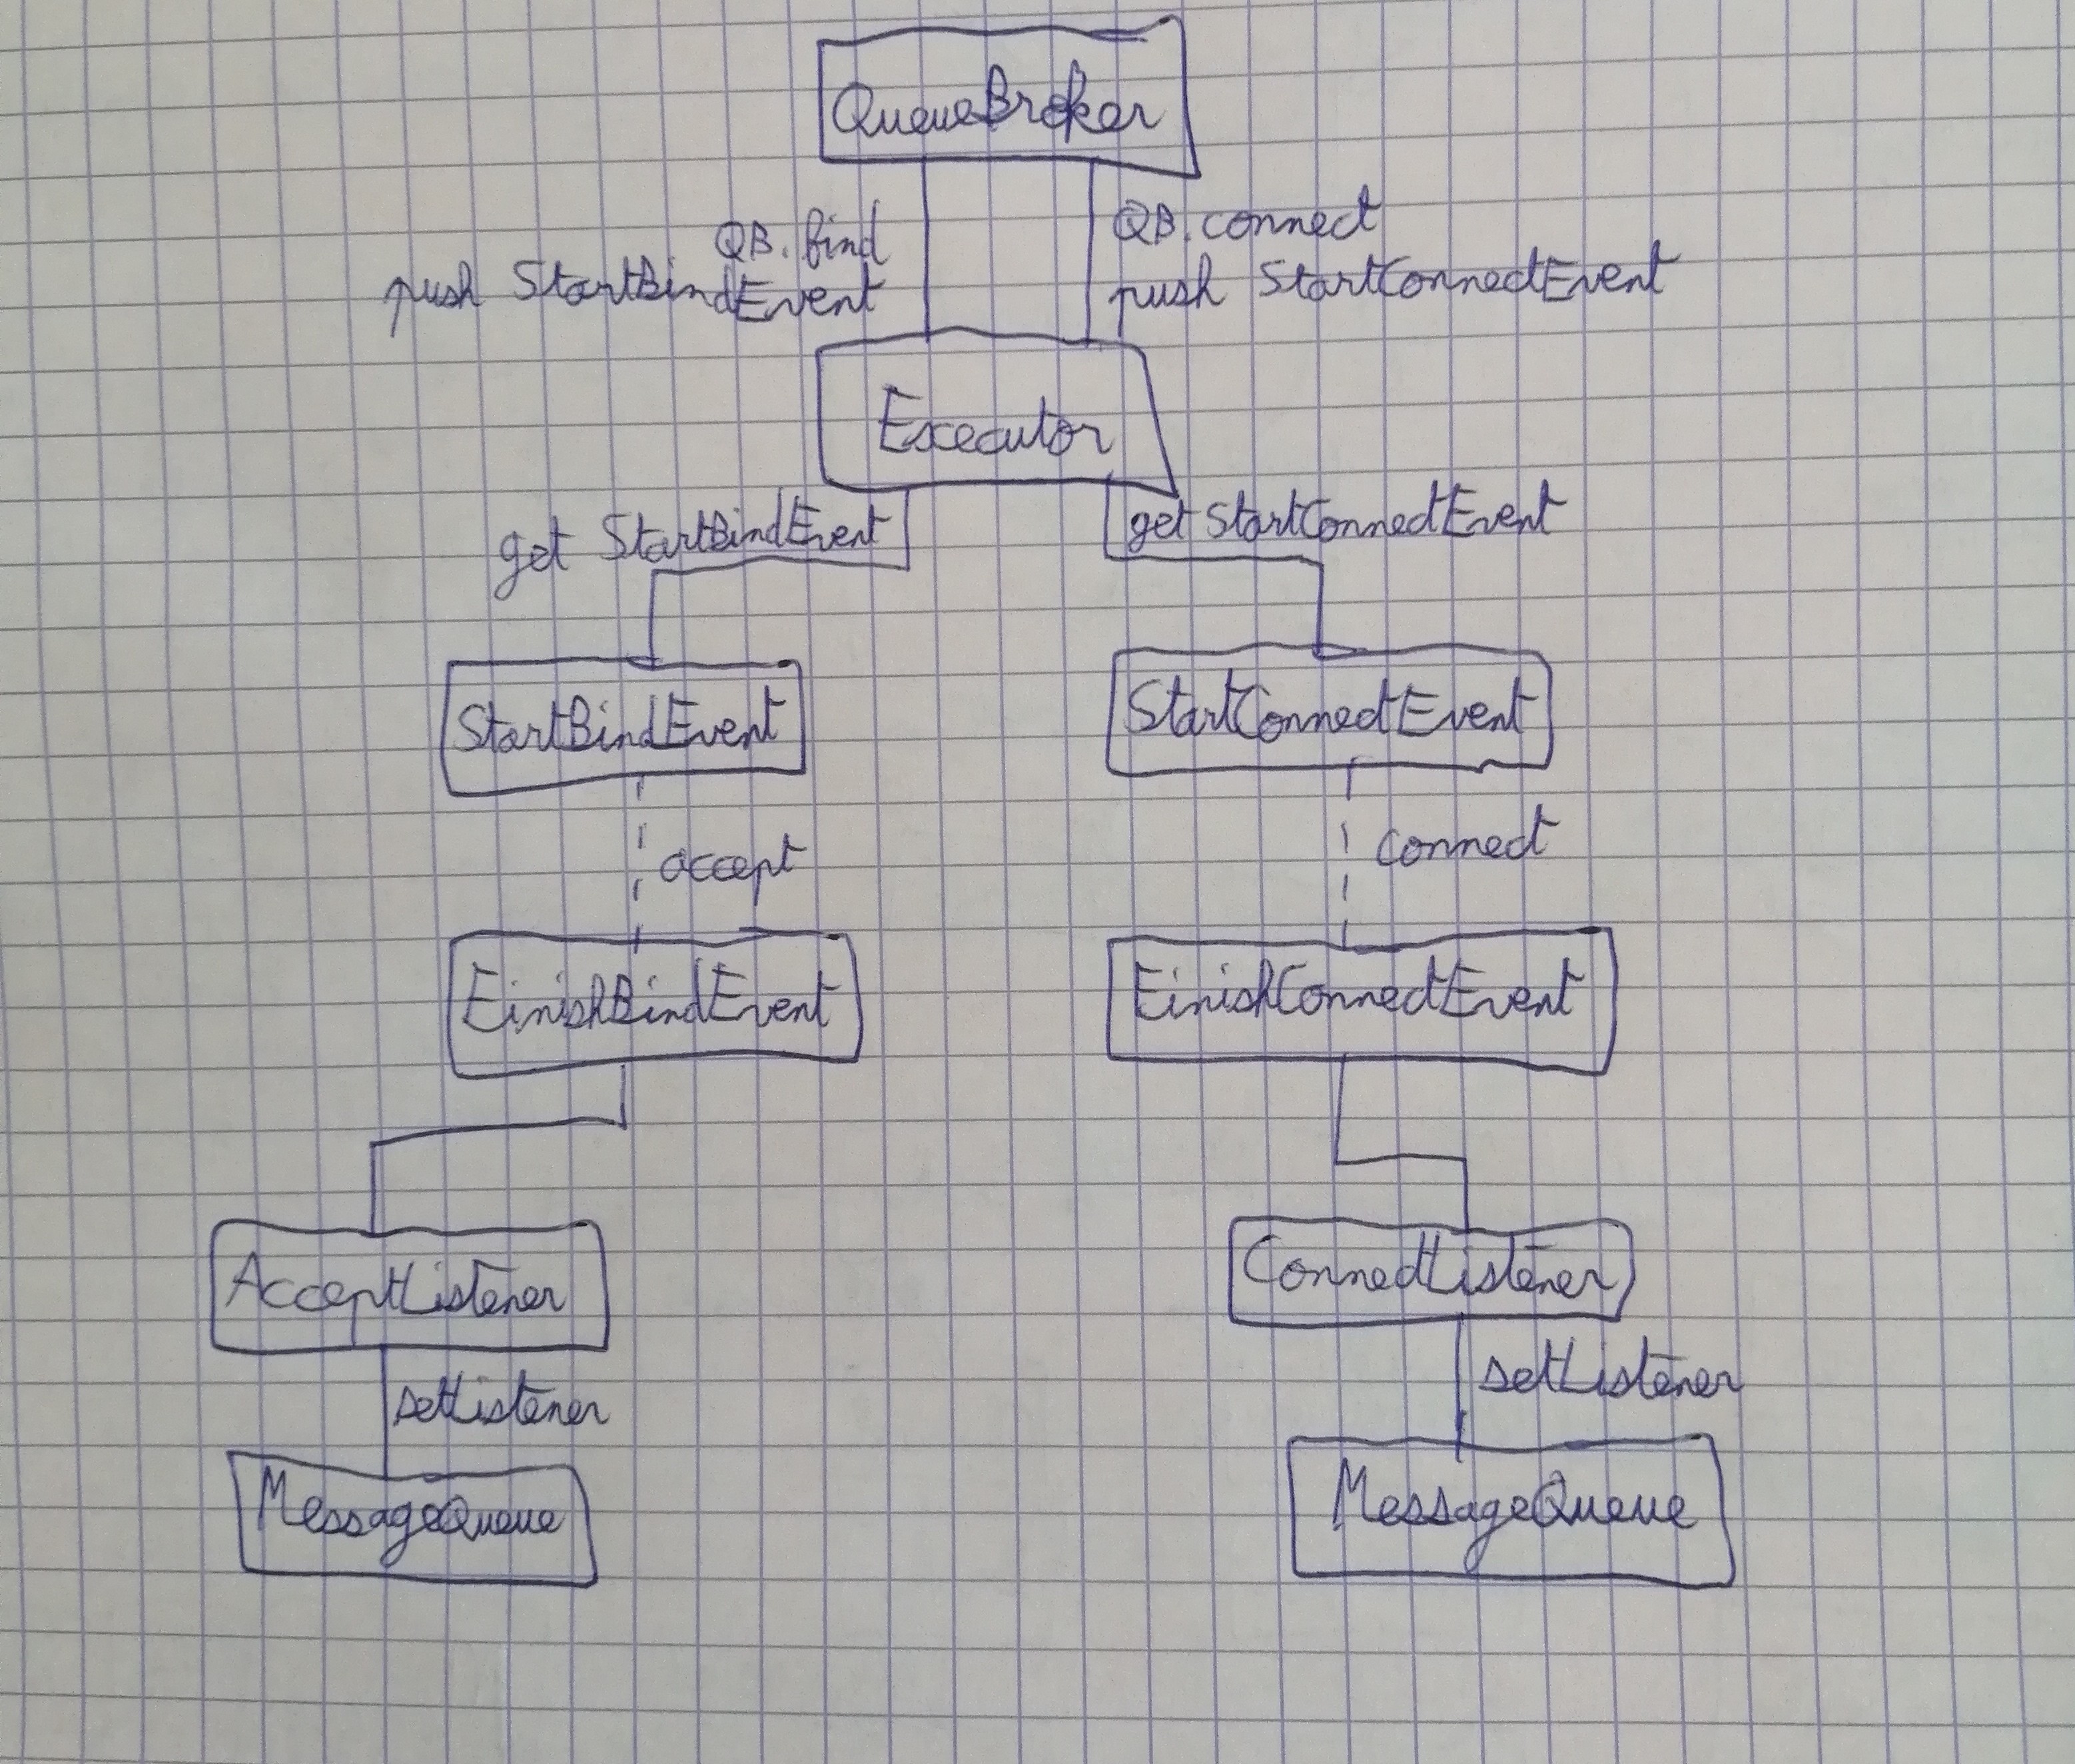 QueueBroker
QB.bind
push StartBindEvent
QB.connect
push StartConnectEvent
Executor
get StartBindEvent
get StartConnectEvent
StartBindEvent
StartConnectEvent
accept
connect
FinishBindEvent
FinishConnectEvent
AcceptListener
ConnectListener
setListener
setListener
MessageQueue
MessageQueue